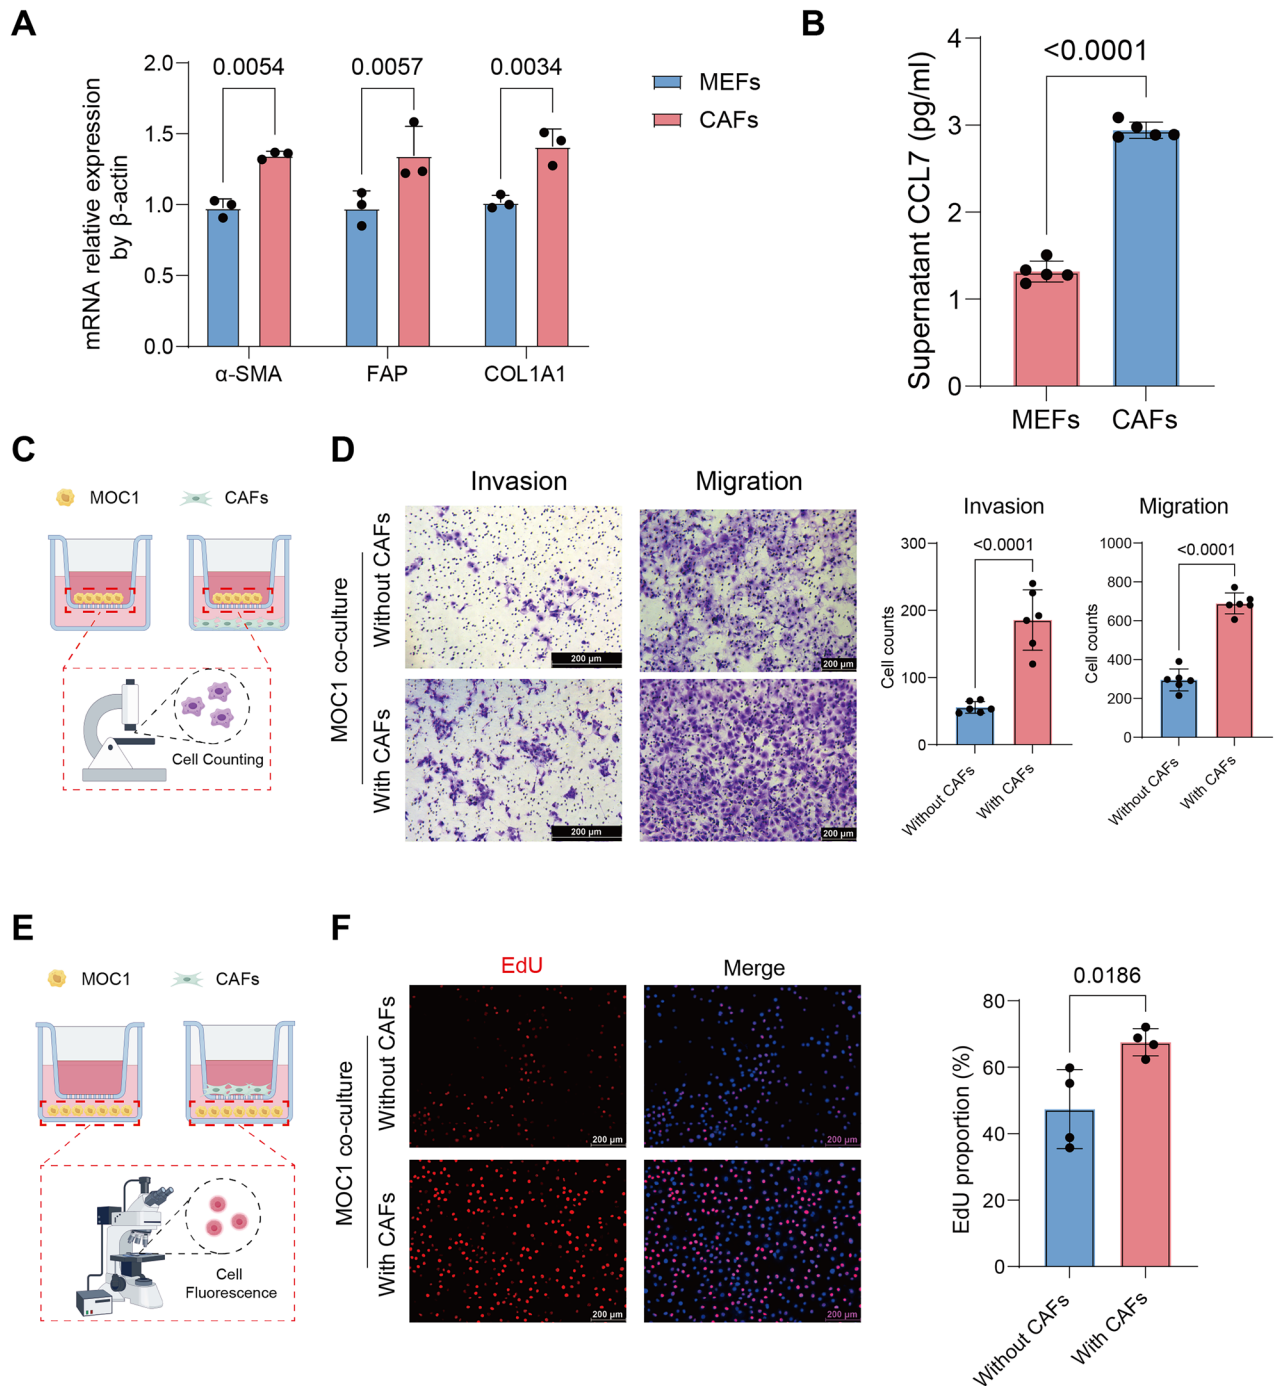 A
2.0
1.5
1.0
0.5
0.0
mRNA relative expression
by β-actin
0.0054
0.0057
0.0034
α-SMA
FAP
COL1A1
MEFs
CAFs
B
4
3
2
1
0
Supernatant CCL7 (pg/ml)
<0.0001
MEFs
CAFs
C
MOC1
CAFs
Cell Counting
D
Invasion
Migration
MOC1 co-culture
Without CAFs
With CAFs
200 μm
200 μm
200 μm
200 μm
Invasion
300
200
100
0
Cell counts
<0.0001
Without CAFs
With CAFs
Migration
1000
800
600
400
200
0
Cell counts
<0.0001
Without CAFs
With CAFs
E
MOC1
CAFs
Cell
Fluorescence
F
EdU
Merge
MOC1 co-culture
Without CAFs
With CAFs
200 μm
200 μm
200 μm
200 μm
80
60
40
20
0
EdU proportion (%)
0.0186
Without CAFs
With CAFs